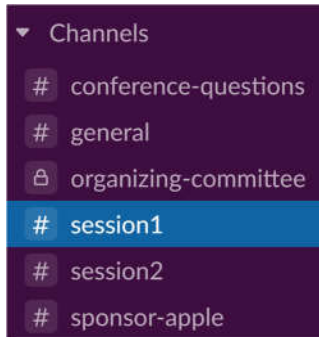 Channels
# conference-questions
# general
organizing-committee
# session1
# session2
# sponsor-apple